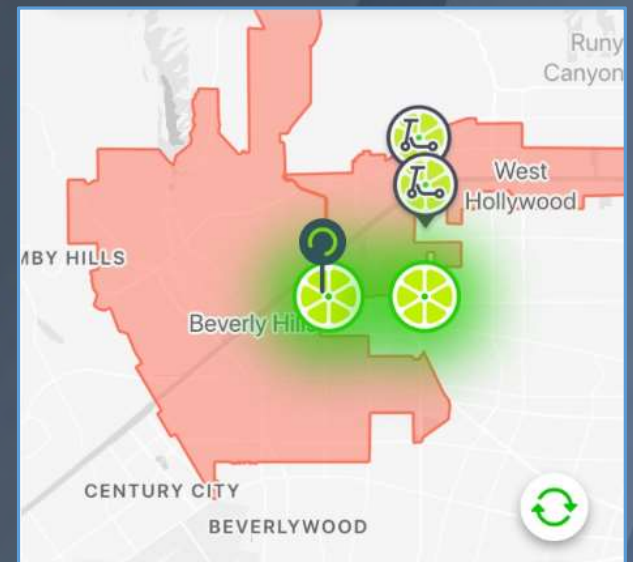 Runy
Canyon
West
Hollywood
MBY HILLS
Beverly Hills
CENTURY CITY
BEVERLYWOOD